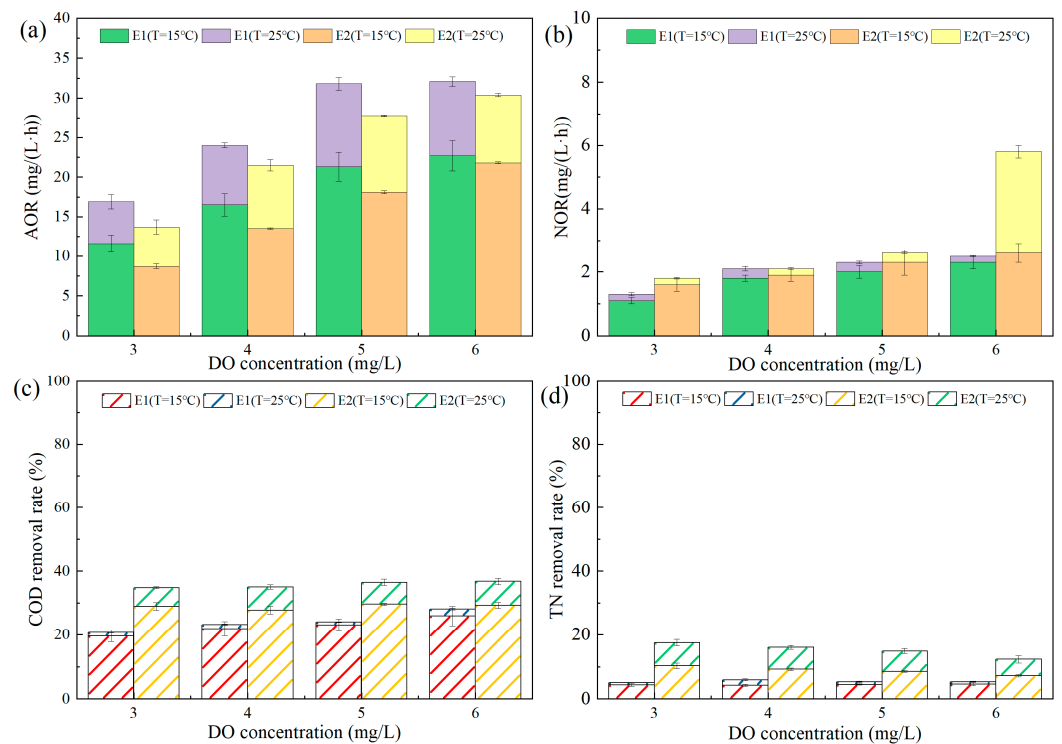 (a)
E1(T=15°C) E1(T=25°C) E2(T=15°C) E2(T=25°C)
AOR (mg/(L·h))
40
35
30
25
20
15
10
5
0
3 4 5 6
DO concentration (mg/L)
(b)
E1(T=15°C) E1(T=25°C) E2(T=15°C) E2(T=25°C)
NOR(mg/(L·h))
10
8
6
4
2
0
3 4 5 6
DO concentration (mg/L)
(c)
E1(T=15°C) E1(T=25°C) E2(T=15°C) E2(T=25°C)
COD removal rate (%)
100
80
60
40
20
0
3 4 5 6
DO concentration (mg/L)
(d)
E1(T=15°C) E1(T=25°C) E2(T=15°C) E2(T=25°C)
TN removal rate (%)
100
80
60
40
20
0
3 4 5 6
DO concentration (mg/L)